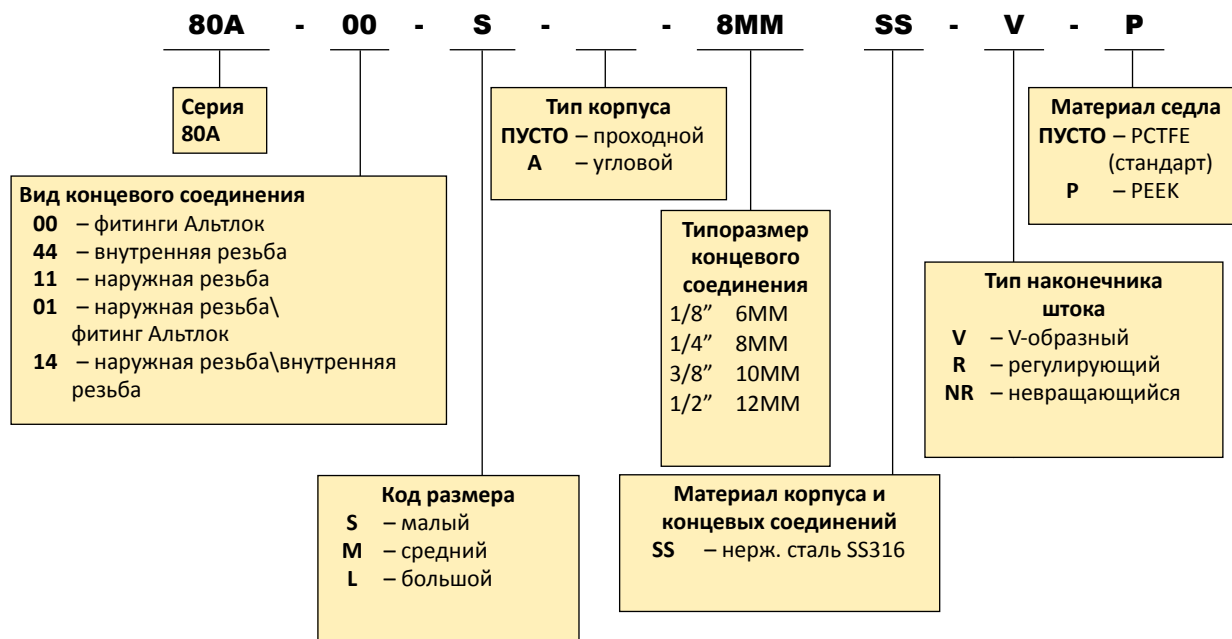 80A - 00 - S - - 8MM SS - V - P
Серия
80A
Вид концевого соединения
00 – фитинги Альтлок
44 – внутренняя резьба
11 – наружная резьба
01 – наружная резьба\
фитинг Альтлок
14 – наружная резьба\внутренняя
резьба
Код размера
S – малый
M – средний
L – большой
Тип корпуса
ПУСТО – проходной
A – угловой
Типоразмер
концевого
соединения
1/8” 6MM
1/4” 8MM
3/8” 10MM
1/2” 12MM
Материал корпуса и
концевых соединений
SS – нерж. сталь SS316
Тип наконечника
штока
V – V-образный
R – регулирующий
NR – невращающийся
Материал седла
ПУСТО – PCTFE
(стандарт)
P – PEEK